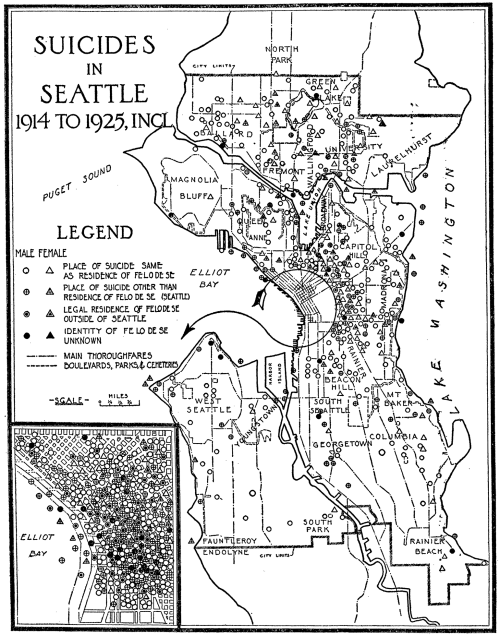 SUICIDES
IN
SEATTLE
1914 TO 1925, INCL.
NORTH
PARK
CITY LIMITS
GREEN
LAKE
BALLARD
UNIVERSITY
WALLINGFORD
LAURELHURST
FREMONT
PUGET SOUND
MAGNOLIA
BLUFF
LAKE UNION
QUEEN
ANNE
CAPITOL
HILL
LAKE WASHINGTON
MADRONA
ELLIOT
BAY
LEGEND
MALE FEMALE
PLACE OF SUICIDE SAME
AS RESIDENCE OF FELO DE SE
PLACE OF SUICIDE OTHER THAN
RESIDENCE OF FELO DE SE (SEATTLE)
LEGAL RESIDENCE OF FELO DE SE
OUTSIDE OF SEATTLE
IDENTITY OF FELO DE SE
UNKNOWN
MAIN THOROUGHFARES
BOULEVARDS, PARKS, & CEMETERIES
-SCALE-
MILES
RAINIER
HARBOR
ISLAND
BEACON
HILL
WEST
SEATTLE
YOUNGSTOWN
SOUTH
SEATTLE
MT
BAKER
GEORGETOWN
COLUMBIA
ELLIOT
BAY
SOUTH
PARK
FAUNTLEROY
ENDOLYNE
CITY LIMITS
RAINIER
BEACH